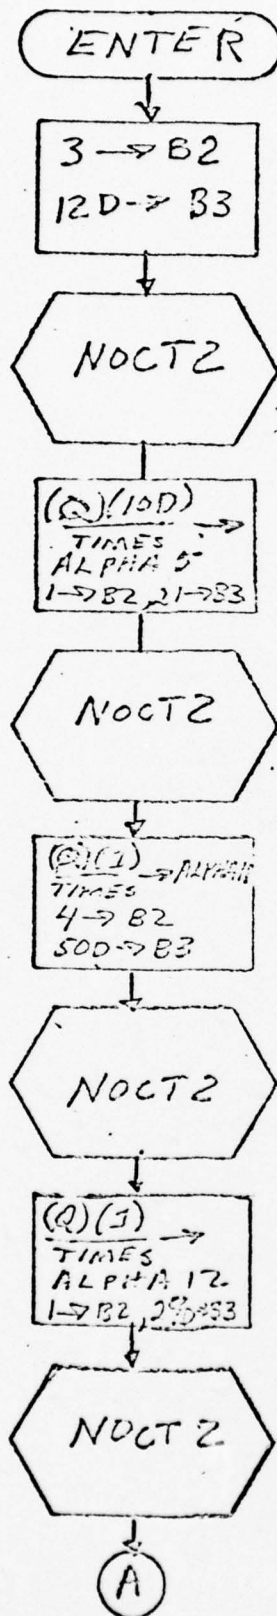 ENTER
3 → B2
12D → B3
NOCT2
(Q)(10D) →
TIMES
ALPHA 5
1→B2, 21→B3
NOCT2
(Q)(1) →
TIMES
4 → B2
50D → B3
NOCT2
(Q)(1) →
TIMES
ALPHA 12
1→B2,
NOCT2
A